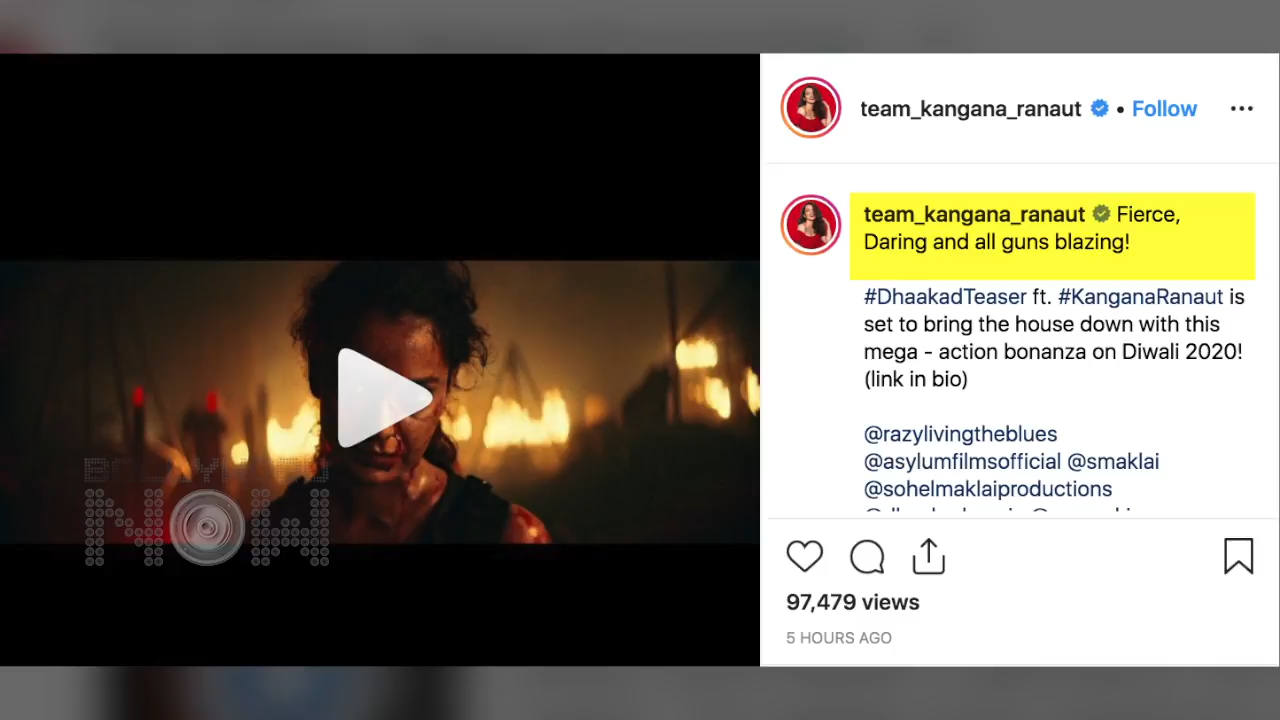 team_kangana_ranaut • Follow
team_kangana_ranaut Fierce,
Daring and all guns blazing!
#DhaakadTeaser ft. #KanganaRanaut is
set to bring the house down with this
mega - action bonanza on Diwali 2020!
(link in bio)
@razylivingtheblues
@asylumfilmsofficial @smaklai
@sohelmaklaiproductions
97,479 views
5 HOURS AGO
BOLLYWOOD
NOW